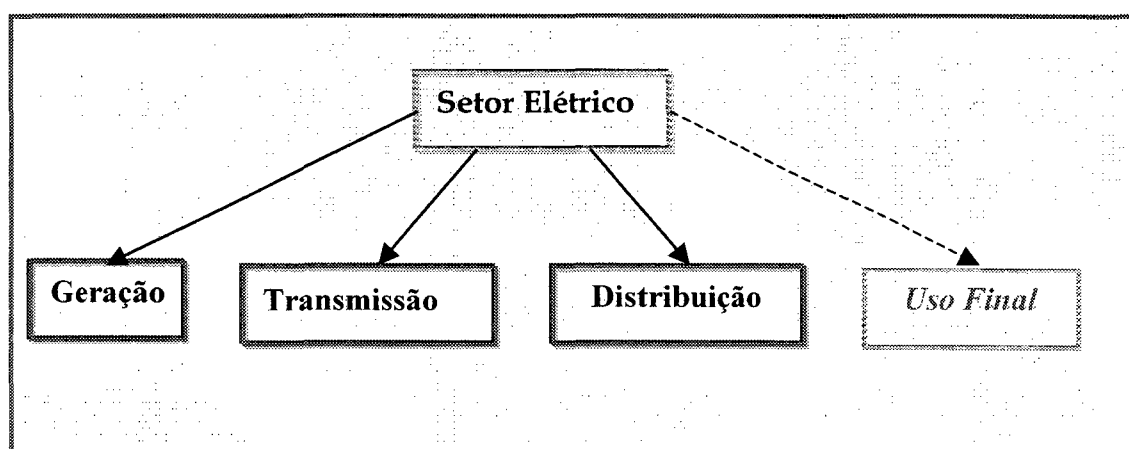 Setor Elétrico
Geração
Transmissão
Distribuição
Uso Final